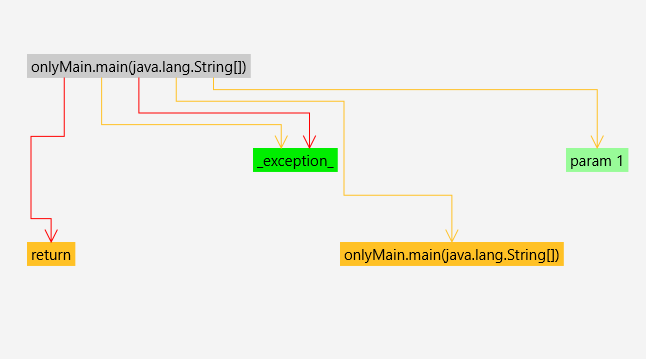 onlyMain.main(java.lang.String[])
_exception_
param 1
return
onlyMain.main(java.lang.String[])